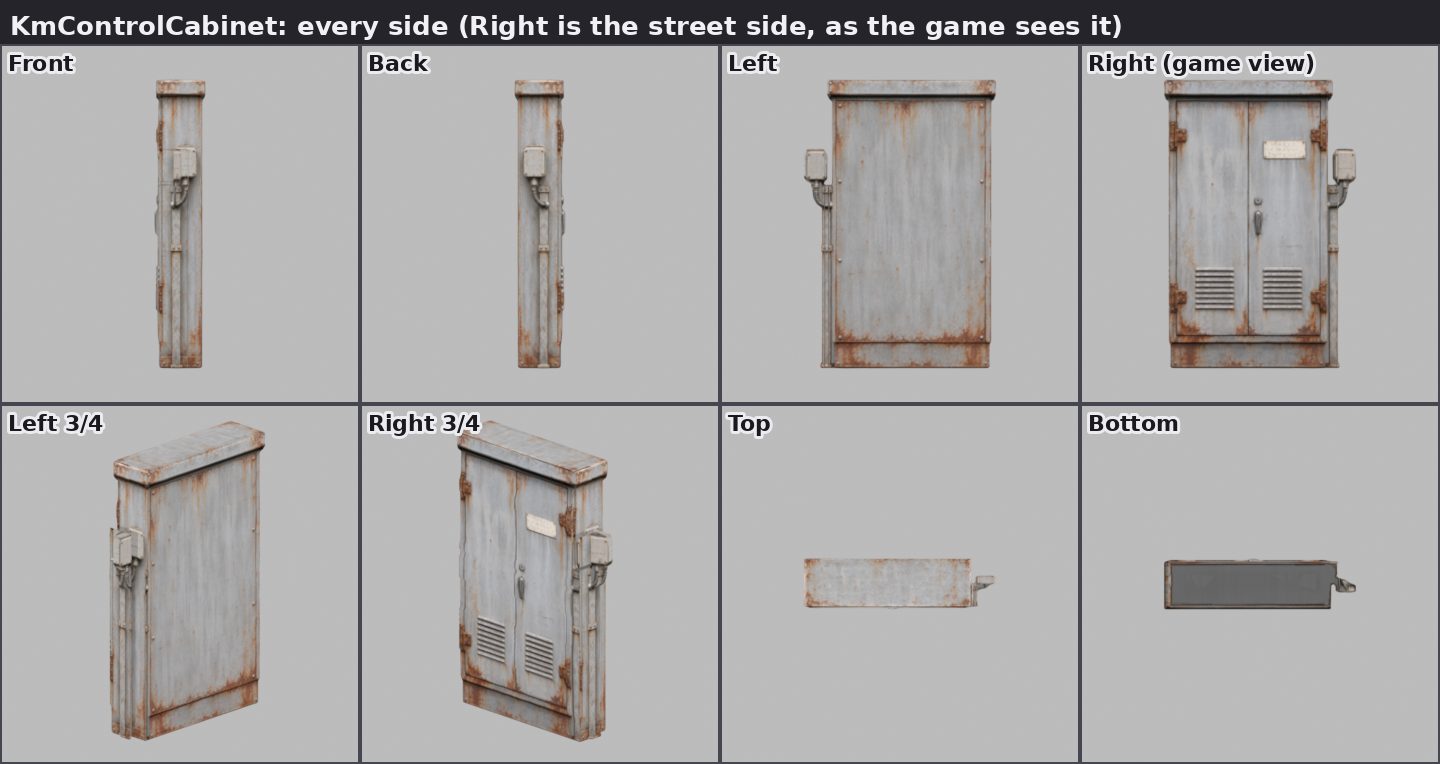 KmControlCabinet: every side (Right is the street side, as the game sees it)
Front
Back
Left
Right (game view)
Left 3/4
Right 3/4
Top
Bottom